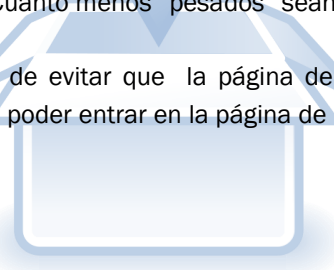 Cuanto menos pesados sean
de evitar que la página de
poder entrar en la página de